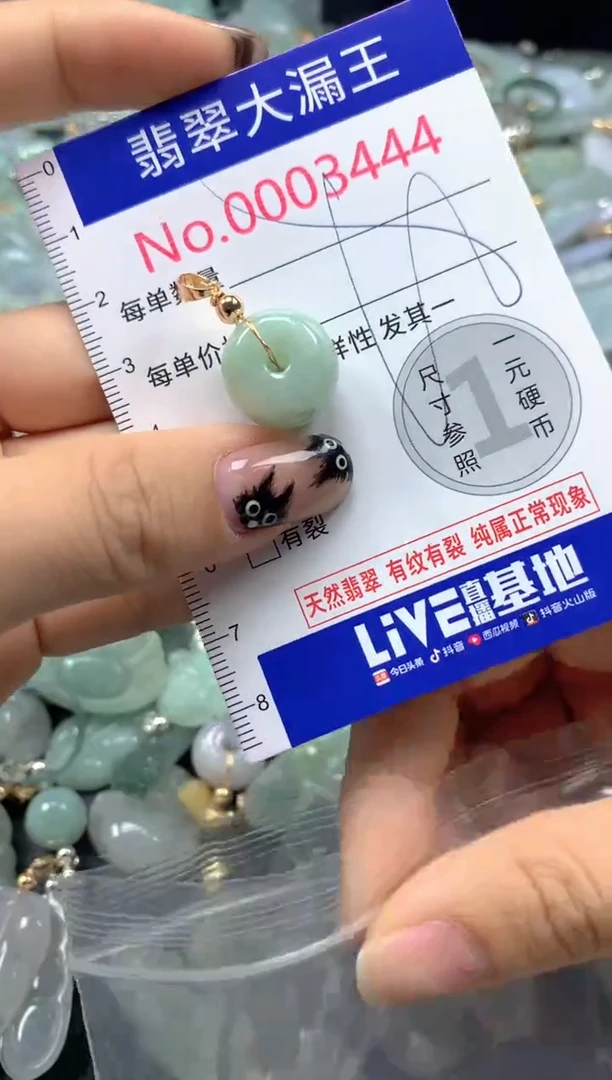 翡翠大漏王
No.0003444
0
1
2
3
7
8
每单数量
每单价
样性 发其一
有裂
1
一元硬币
尺寸参照
天然翡翠 有纹有裂 纯属正常现象
LiVE直播基地
今日头条 抖音 西瓜视频 抖音火山版